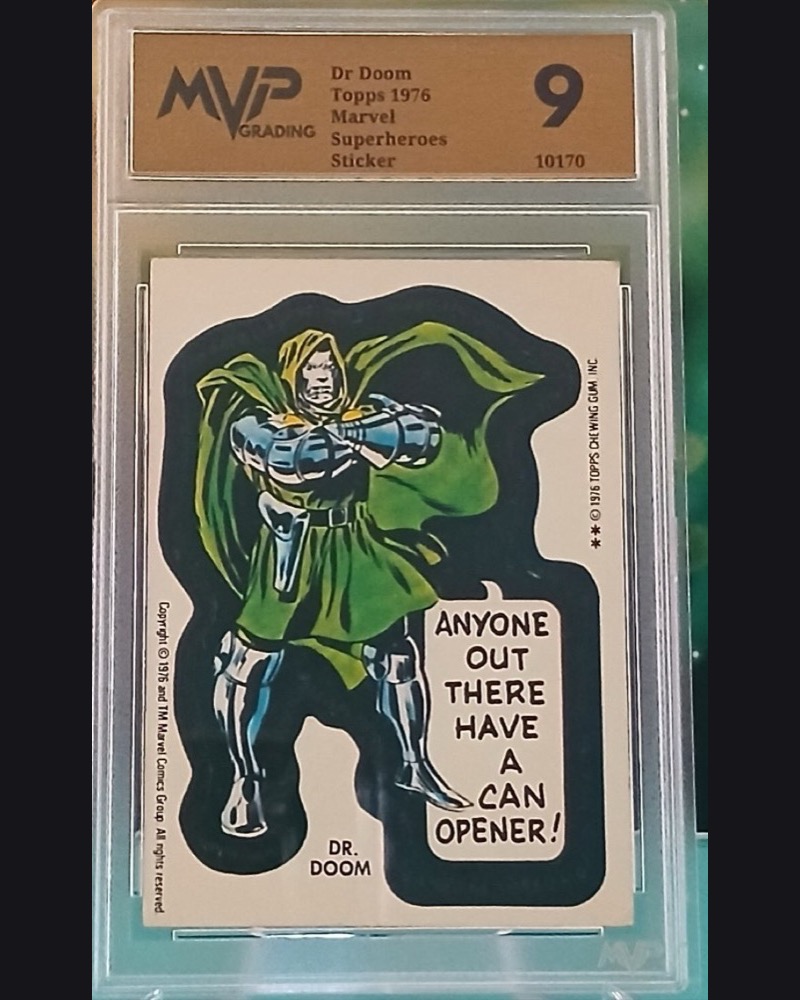 MVP
GRADING
Dr Doom
Topps 1976
Marvel
Superheroes
Sticker
9
10170
** © 1976 TOPPS CHEWING GUM INC
Copyright © 1976 and TM Marvel Comics Group All rights reserved
ANYONE
OUT
THERE
HAVE
A
CAN
OPENER!
DR.
DOOM
MVP